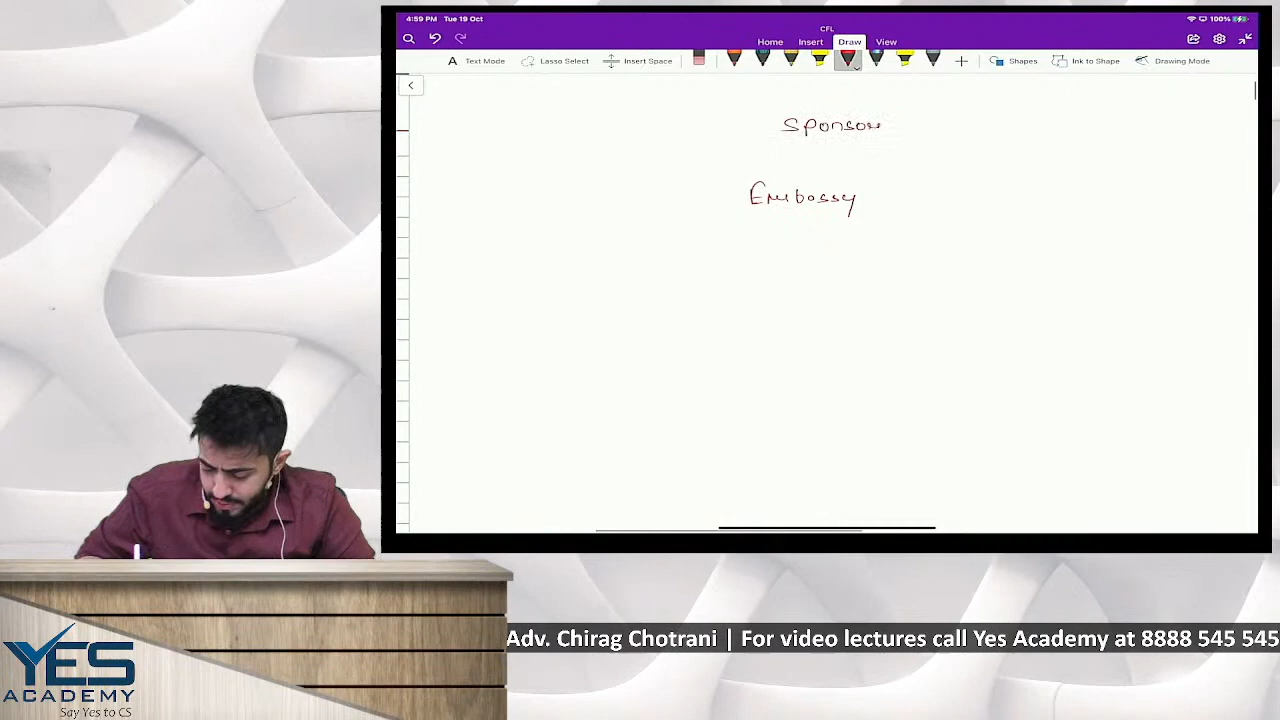 4:59 PM Tue 19 Oct
100%
CFL
Home Insert Draw View
A Text Mode Lasso Select Insert Space Shapes Ink to Shape Drawing Mode
Sponsor
Embassy
YES
ACADEMY
Say Yes to CS
Adv. Chirag Chotrani | For video lectures call Yes Academy at 8888 545 545